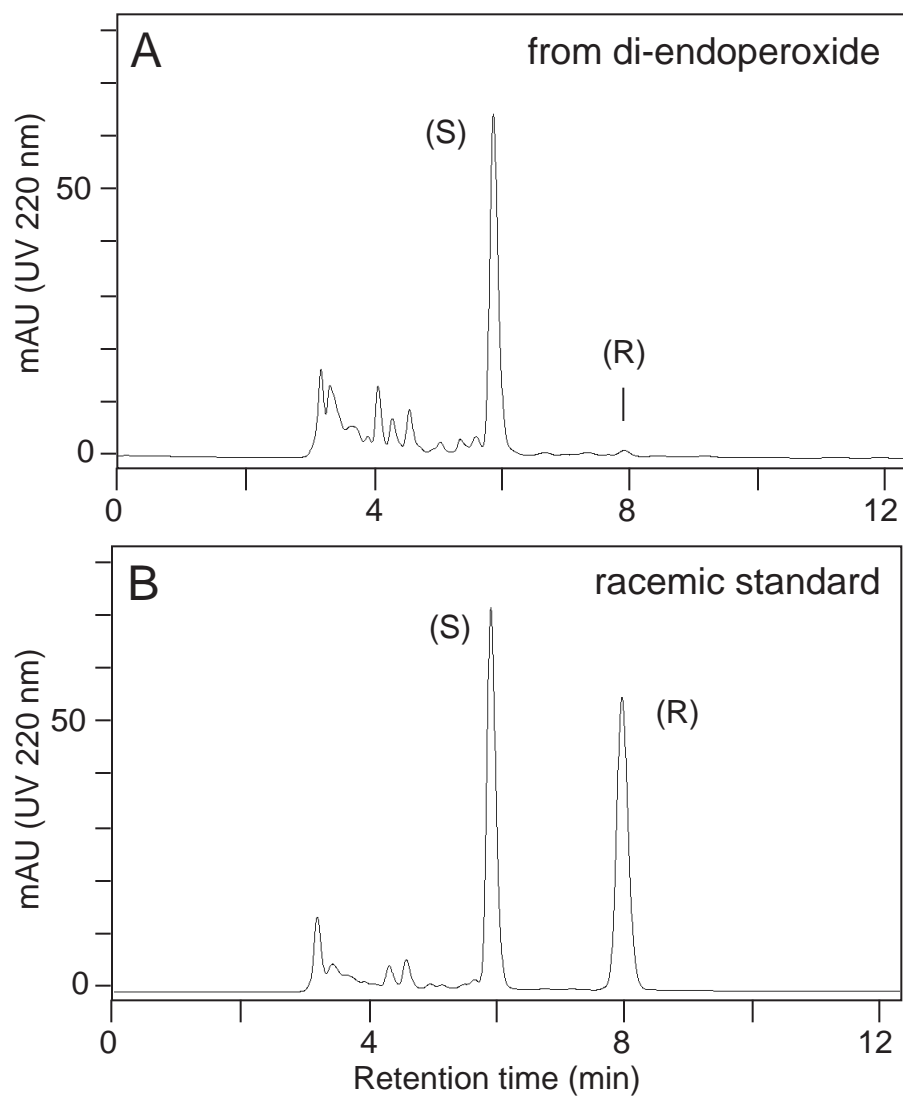 A
from di-endoperoxide
(S)
(R)
50
0
mAU (UV 220 nm)
0
4
8
12
B
racemic standard
(S)
(R)
50
0
mAU (UV 220 nm)
0
4
8
12
Retention time (min)